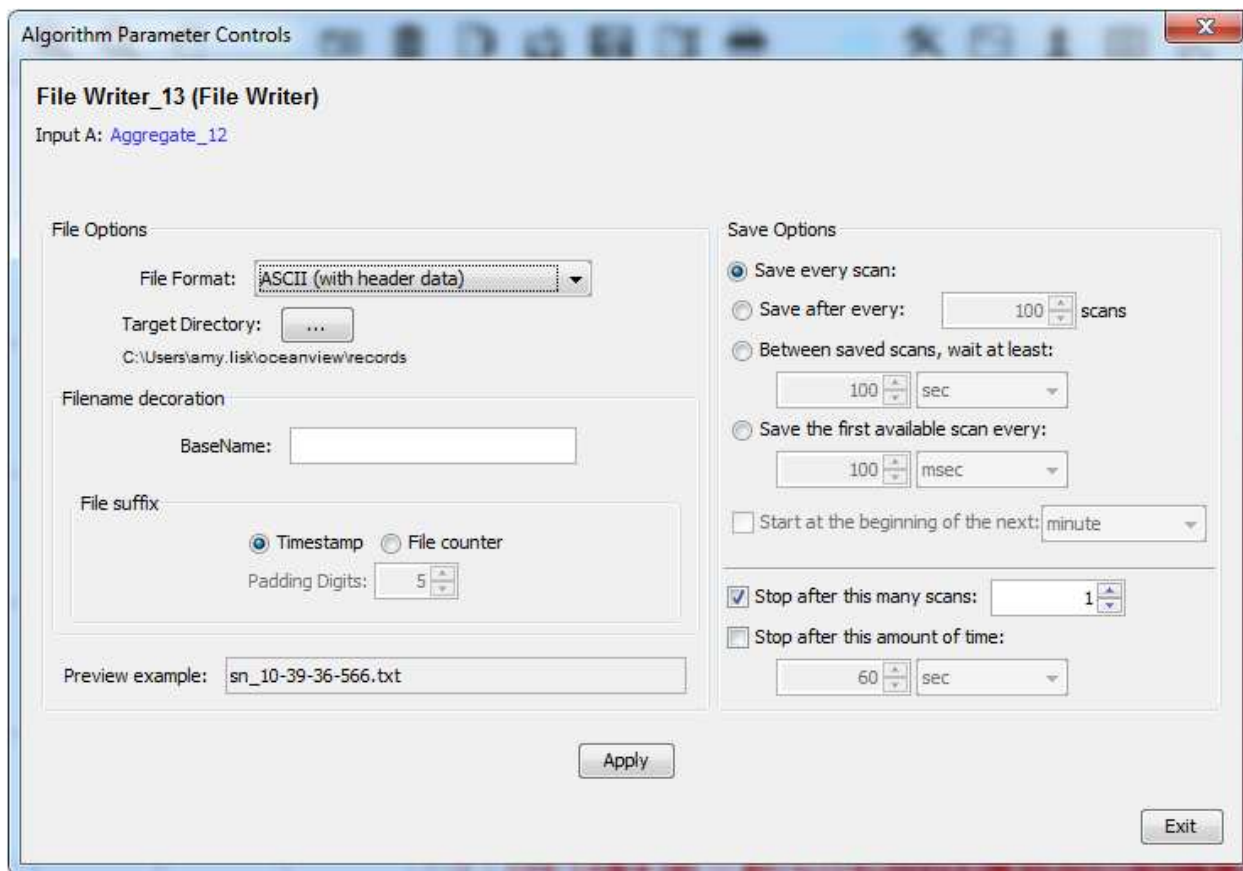 Algorithm Parameter Controls
File Writer_13 (File Writer)
Input A: Aggregate_12
File Options
File Format: ASCII (with header data)
Target Directory: ...
C:\Users\amy.lisk\oceanview\records
Filename decoration
BaseName:
File suffix
Timestamp File counter
Padding Digits: 5
Preview example: sn_10-39-36-566.txt
Save Options
Save every scan:
Save after every: 100 scans
Between saved scans, wait at least:
100 sec
Save the first available scan every:
100 msec
Start at the beginning of the next: minute
Stop after this many scans: 1
Stop after this amount of time:
60 sec
Apply
Exit